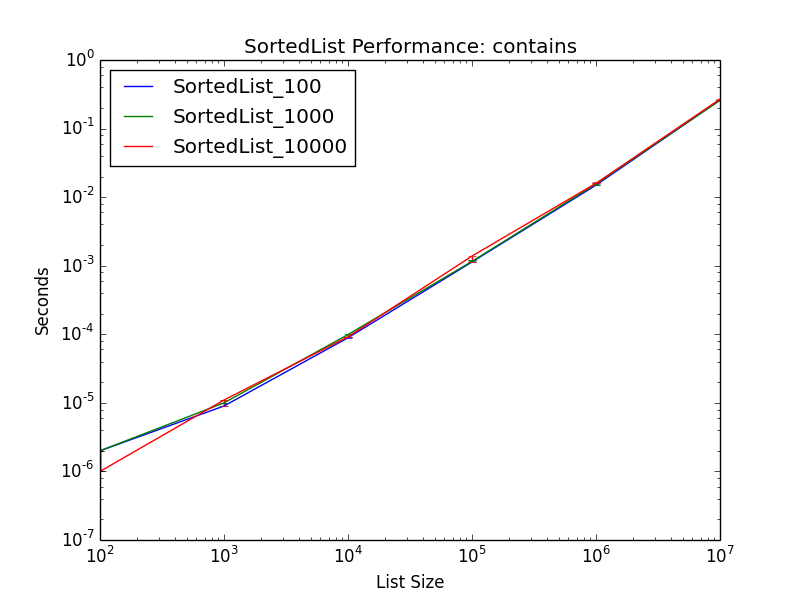 SortedList Performance: contains
10^0
SortedList_100
SortedList_1000
SortedList_10000
10^-1
10^-2
10^-3
10^-4
10^-5
10^-6
10^-7
Seconds
10^2 10^3 10^4 10^5 10^6 10^7
List Size